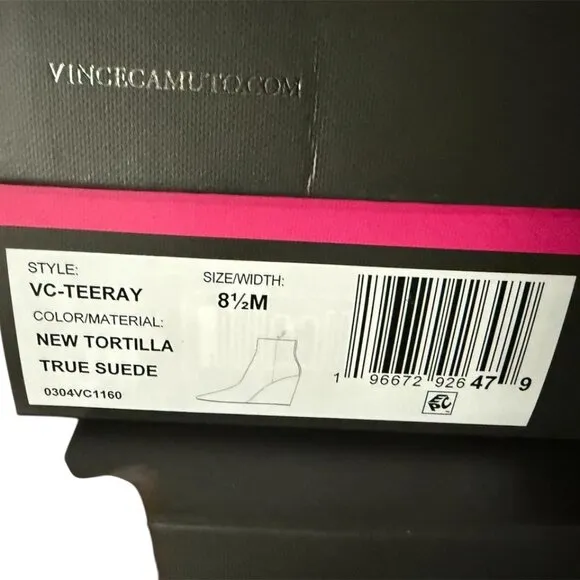 VINCECAMUTO.COM
STYLE:
VC-TEERAY
SIZE/WIDTH:
8½M
COLOR/MATERIAL:
NEW TORTILLA
TRUE SUEDE
0304VC1160
1 96672 92647 9